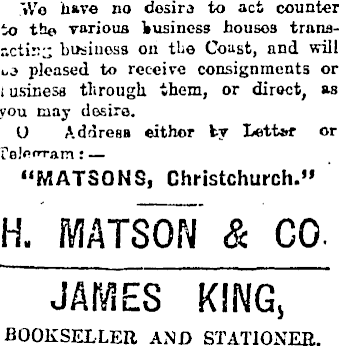 We have no desire to act counter
to the various business houses trans-
acting business on the Coast, and will
be pleased to receive consignments or
business through them, or direct, as
you may desire.
Address either by Letter or
Telegram: —
"MATSONS, Christchurch."
H. MATSON & CO.
JAMES KING,
BOOKSELLER AND STATIONER.